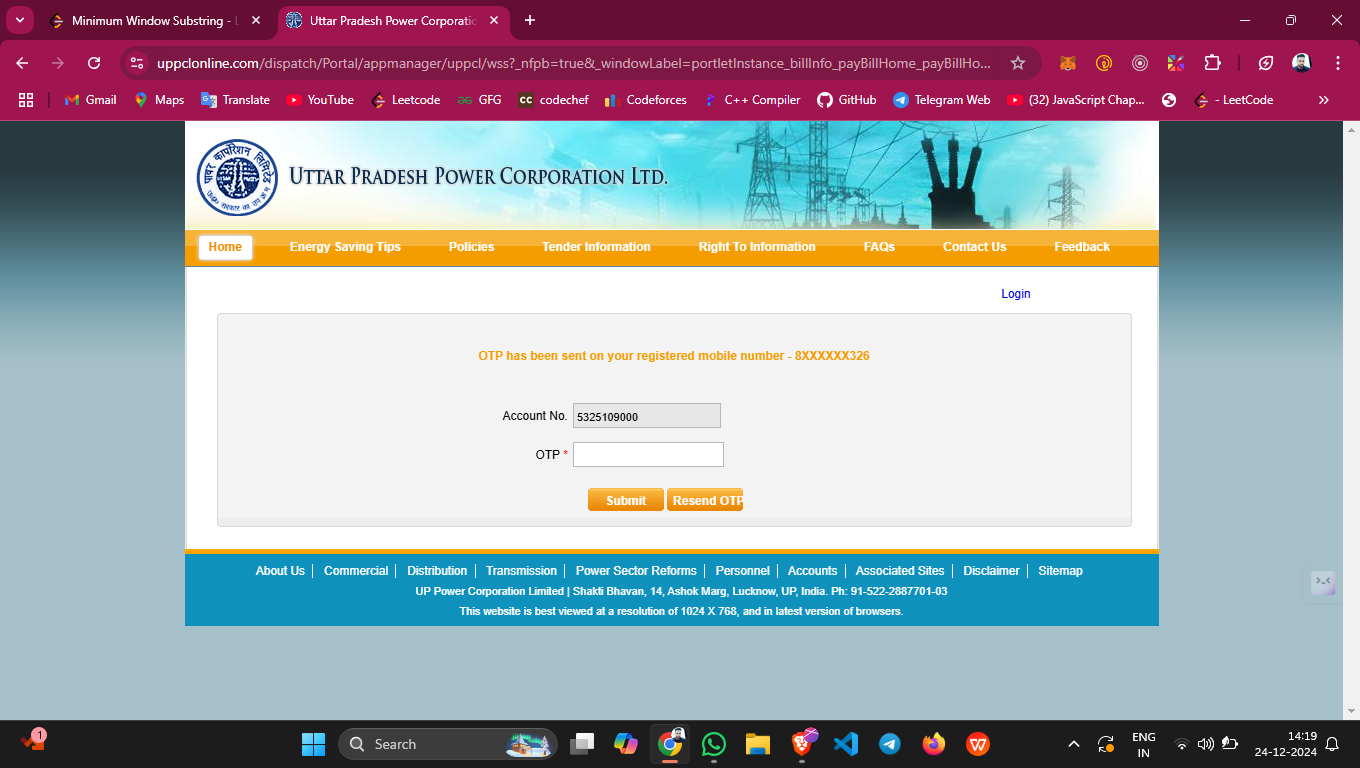 Minimum Window Substring - L
Uttar Pradesh Power Corporatio
uppclonline.com/dispatch/Portal/appmanager/uppcl/wss?_nfpb=true&_windowLabel=portletInstance_billInfo_payBillHome_payBillHo...
Gmail Maps Translate YouTube Leetcode GFG CC codechef Codeforces C++ Compiler GitHub Telegram Web (32) JavaScript Chap... - LeetCode »
UTTAR PRADESH POWER CORPORATION LTD.
Home Energy Saving Tips Policies Tender Information Right To Information FAQs Contact Us Feedback
Login
OTP has been sent on your registered mobile number - 8XXXXXX326
Account No. 5325109000
OTP *
Submit Resend OTP
About Us | Commercial | Distribution | Transmission | Power Sector Reforms | Personnel | Accounts | Associated Sites | Disclaimer | Sitemap
UP Power Corporation Limited | Shakti Bhavan, 14, Ashok Marg, Lucknow, UP, India. Ph: 91-522-2887701-03
This website is best viewed at a resolution of 1024 X 768, and in latest version of browsers.
1
Search
ENG
IN
14:19
24-12-2024